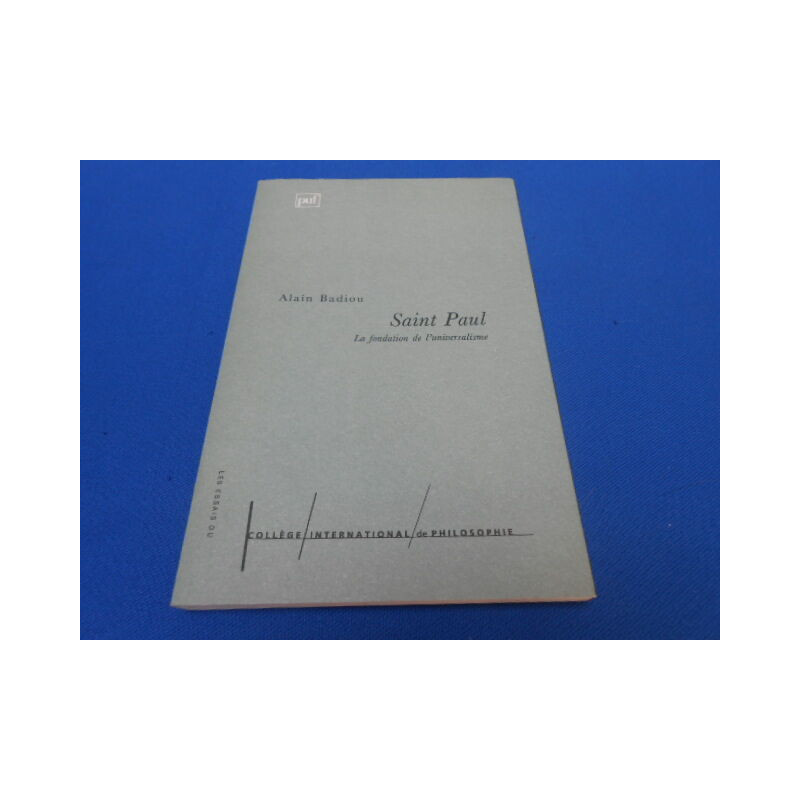 puf
Alain Badiou
Saint Paul
La fondation de l'universalisme
LES ESSAIS DU
COLLÈGE INTERNATIONAL de PHILOSOPHIE